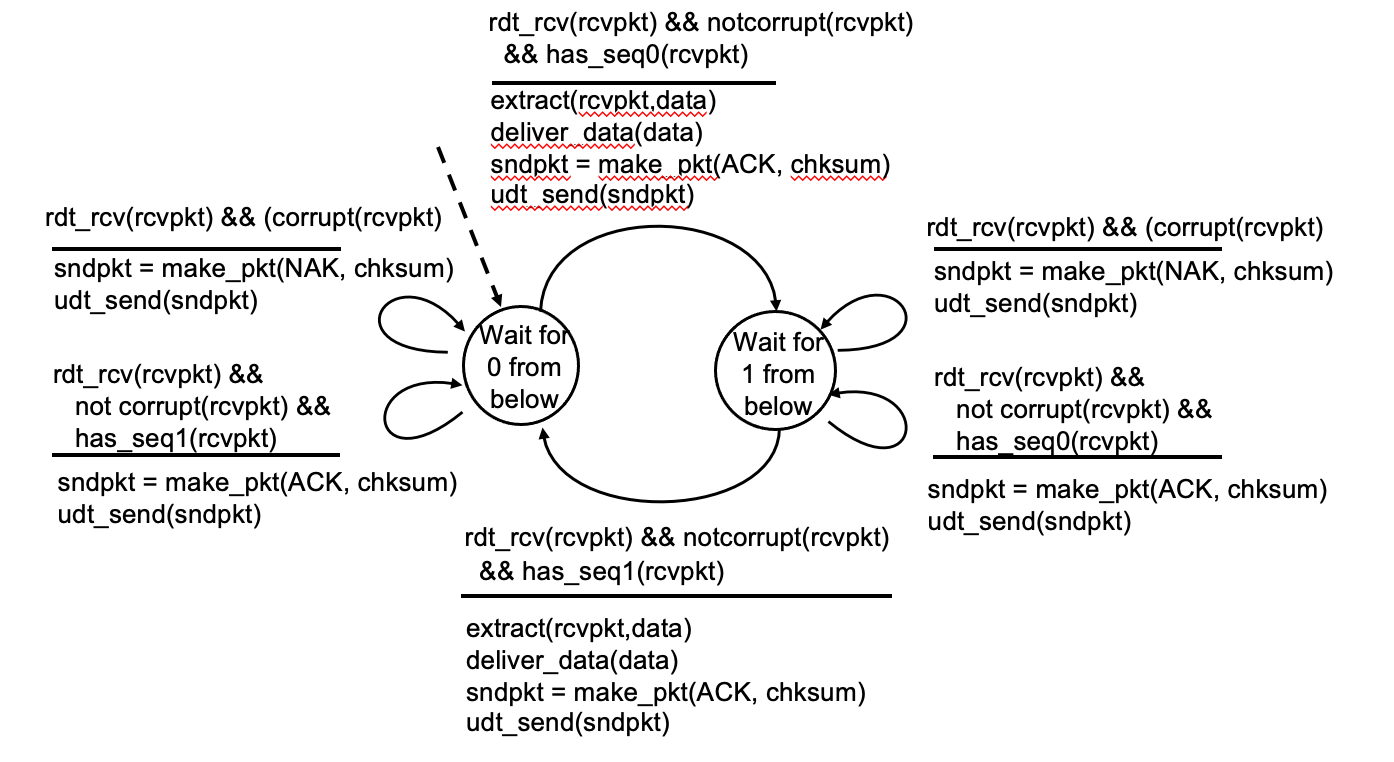 rdt_rcv(rcvpkt) && notcorrupt(rcvpkt)
&& has_seq0(rcvpkt)
extract(rcvpkt,data)
deliver_data(data)
sndpkt = make_pkt(ACK, chksum)
udt_send(sndpkt)
rdt_rcv(rcvpkt) && (corrupt(rcvpkt)
sndpkt = make_pkt(NAK, chksum)
udt_send(sndpkt)
rdt_rcv(rcvpkt) &&
not corrupt(rcvpkt) &&
has_seq1(rcvpkt)
sndpkt = make_pkt(ACK, chksum)
udt_send(sndpkt)
Wait for
0 from
below
Wait for
1 from
below
rdt_rcv(rcvpkt) && (corrupt(rcvpkt)
sndpkt = make_pkt(NAK, chksum)
udt_send(sndpkt)
rdt_rcv(rcvpkt) &&
not corrupt(rcvpkt) &&
has_seq0(rcvpkt)
sndpkt = make_pkt(ACK, chksum)
udt_send(sndpkt)
rdt_rcv(rcvpkt) && notcorrupt(rcvpkt)
&& has_seq1(rcvpkt)
extract(rcvpkt,data)
deliver_data(data)
sndpkt = make_pkt(ACK, chksum)
udt_send(sndpkt)